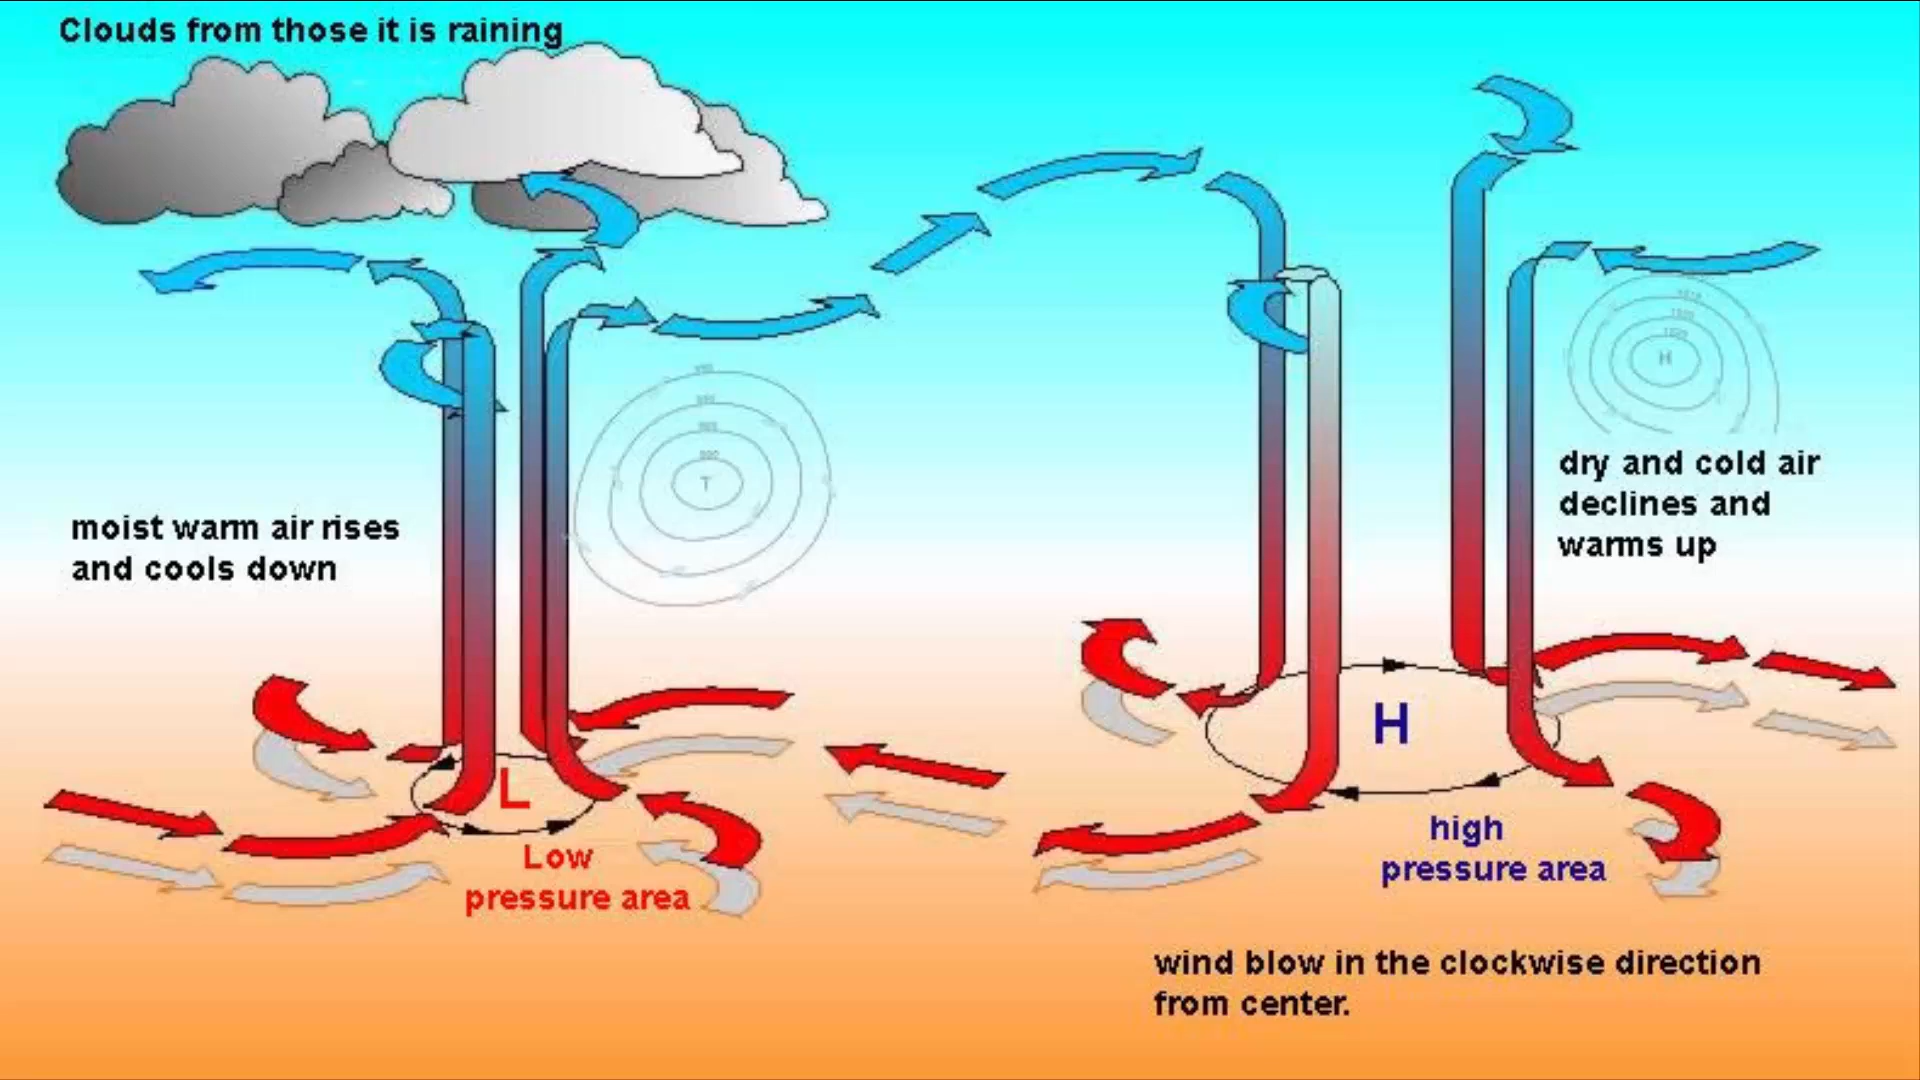 Clouds from those it is raining
moist warm air rises
and cools down
T
L
Low
pressure area
H
dry and cold air
declines and
warms up
H
high
pressure area
wind blow in the clockwise direction
from center.